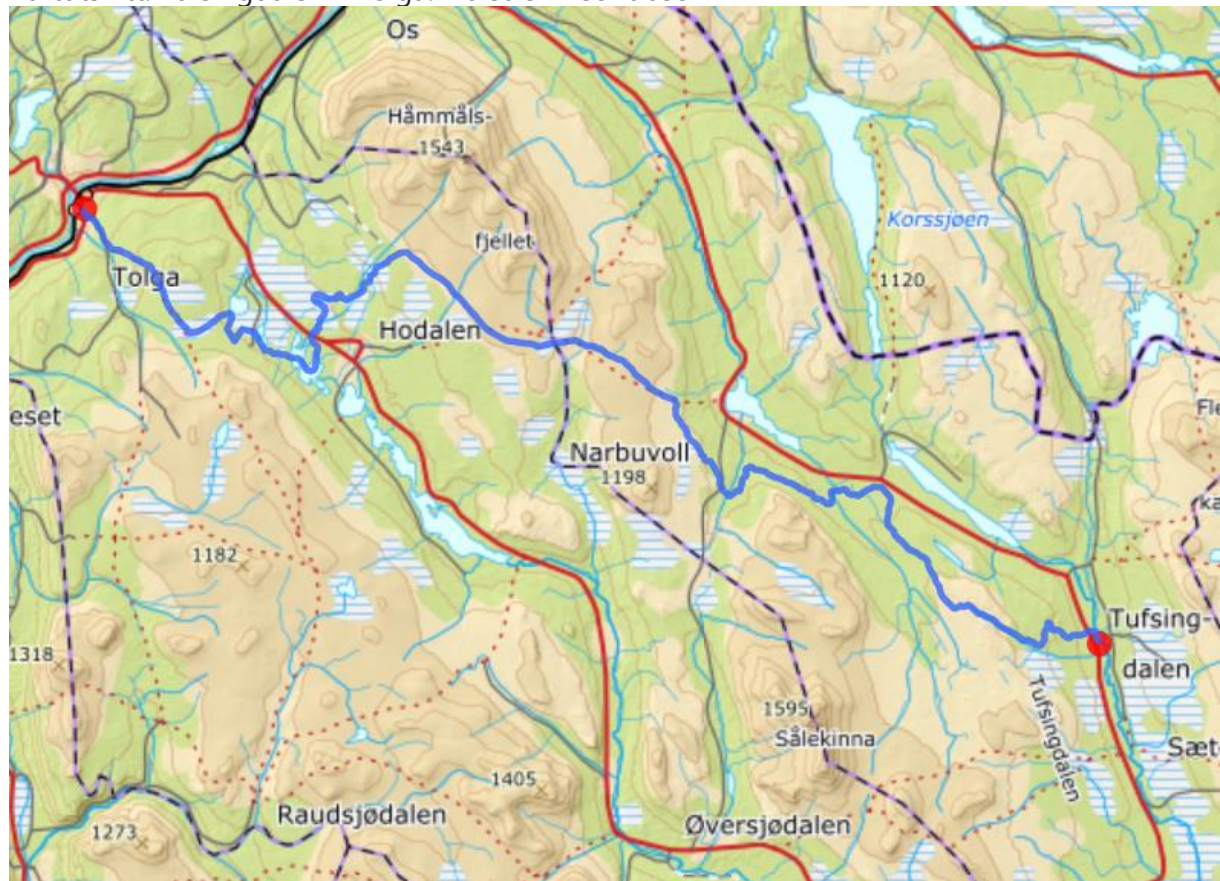 Os
Håmmåls-
1543
fjellet
Korssjøen
1120
Tolga
Hodalen
eset
Fle
Narbuvoll
1198
ka
1182
Tufsing-
dalen
1318
Tufsingdalen
1595
Sålekinna
Sæt
1405
Raudsjødalen
Øversjødalen
1273